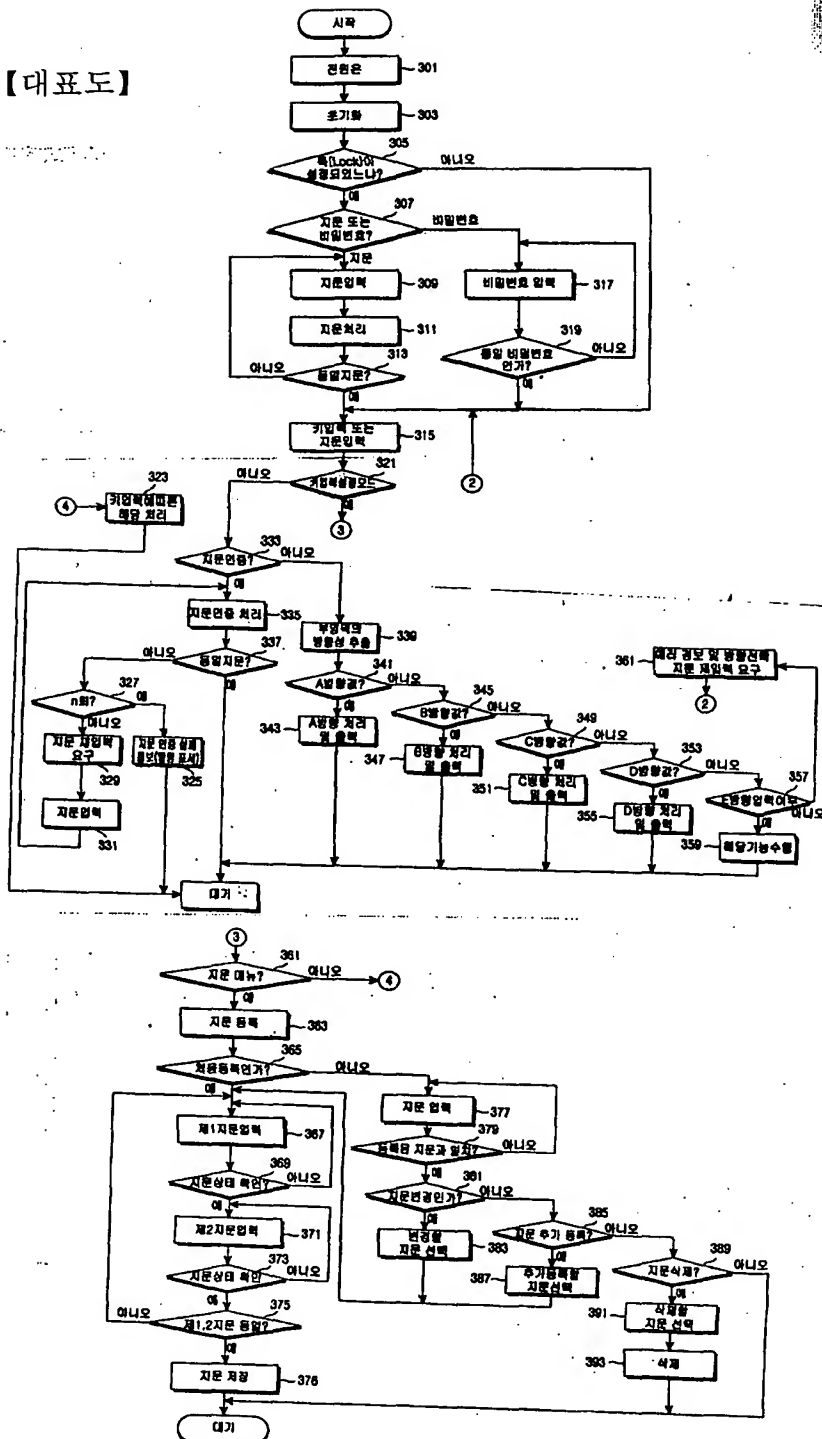 【대표도】
시작
전원온
301
초기화
303
락(Lock)이
설정되었느냐?
305
아니오
예
지문 또는
비밀번호?
307
비밀번호
지문
지문입력
309
비밀번호 입력
317
지문처리
311
동일지문?
313
아니오
예
동일 비밀번호
인가?
319
아니오
예
키입력 또는
지문입력
315
②
키입력설정모드
321
아니오
예
③
④
323
키입력에따른
해당 처리
지문인증?
333
아니오
예
지문인증 처리
335
동일지문?
337
아니오
예
n회?
327
예
아니오
지문 재입력
요구
329
325
지문입력
331
방향성 추출
339
A방향값?
341
아니오
예
A방향 처리
및 출력
343
B방향값?
345
아니오
예
B방향 처리
및 출력
347
C방향값?
349
아니오
예
C방향 처리
및 출력
351
D방향값?
353
아니오
예
D방향 처리
및 출력
355
357
아니오
예
해당기능수행
359
361
에러 경보 및 방향선택
지문 재입력 요구
②
대기
③
지문 메뉴?
361
아니오
④
예
지문 등록
363
처음등록인가?
365
아니오
예
제1지문입력
367
지문상태 확인?
369
아니오
예
제2지문입력
371
지문상태 확인
373
아니오
예
제1,2지문 동일?
375
아니오
예
지문 저장
376
대기
지문 입력
377
등록된 지문과 일치?
379
아니오
예
지문변경인가?
381
아니오
예
변경할
지문 선택
383
지문 추가 등록?
385
아니오
예
추가등록할
지문선택
387
지문삭제?
389
아니오
예
삭제할
지문 선택
391
삭제
393